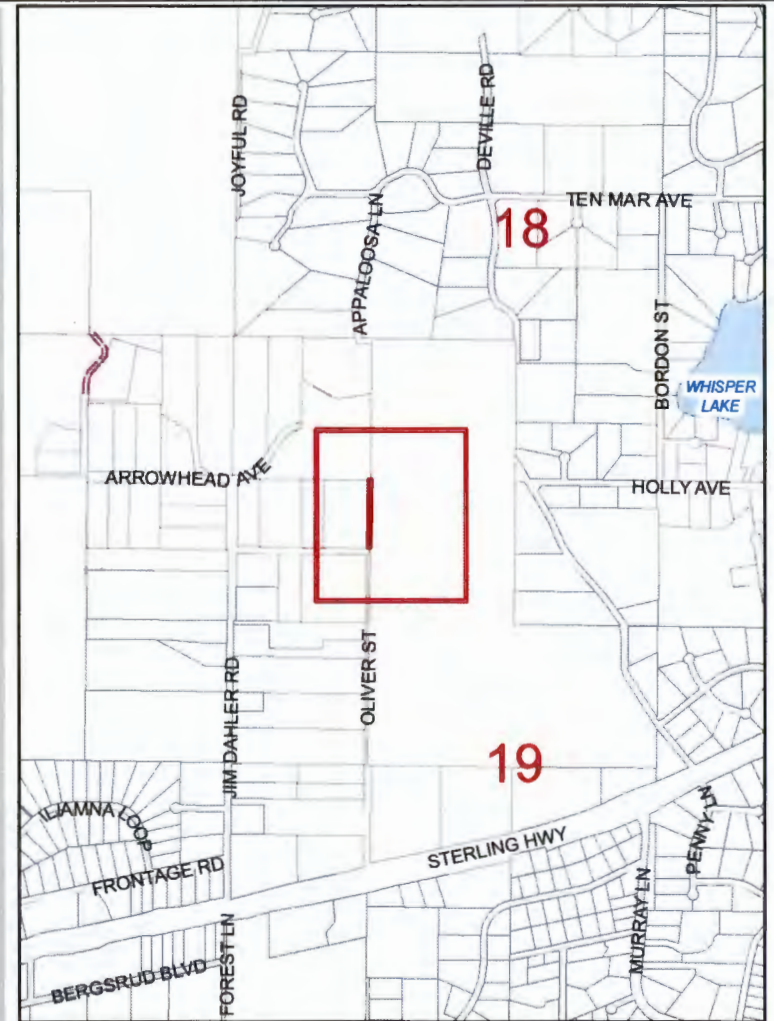 JOYFUL RD
DEVILLE RD
TEN MAR AVE
18
APPALOOSA LN
BORDON ST
WHISPER
LAKE
ARROWHEAD AVE
HOLLY AVE
OLIVER ST
JIM DAHLER RD
19
ILIAMNA LOOP
PENNY LN
STERLING HWY
FRONTAGE RD
MURRAY LN
FOREST LN
BERGSRUD BLVD